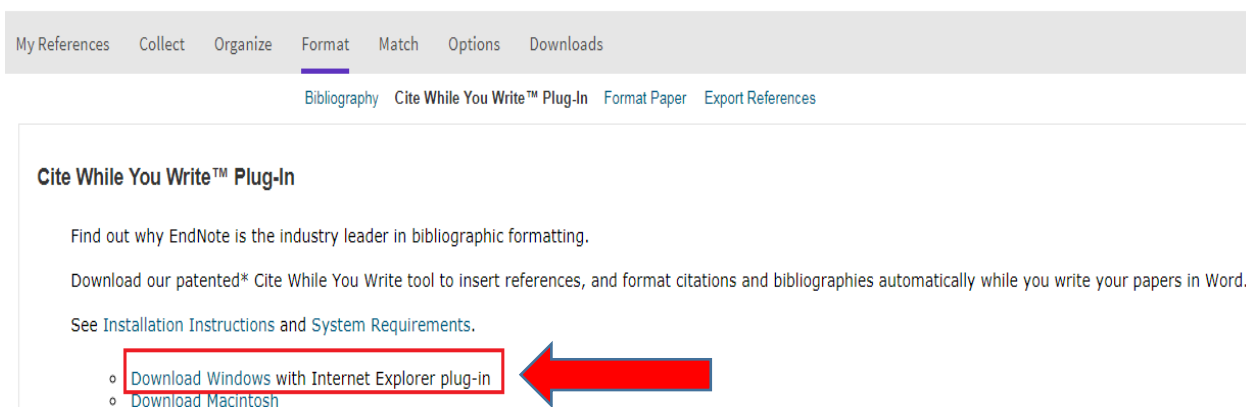 My References Collect Organize Format Match Options Downloads
Bibliography Cite While You Write™ Plug-In Format Paper Export References
Cite While You Write™ Plug-In
Find out why EndNote is the industry leader in bibliographic formatting.
Download our patented* Cite While You Write tool to insert references, and format citations and bibliographies automatically while you write your papers in Word.
See Installation Instructions and System Requirements.
Download Windows with Internet Explorer plug-in
Download Macintosh